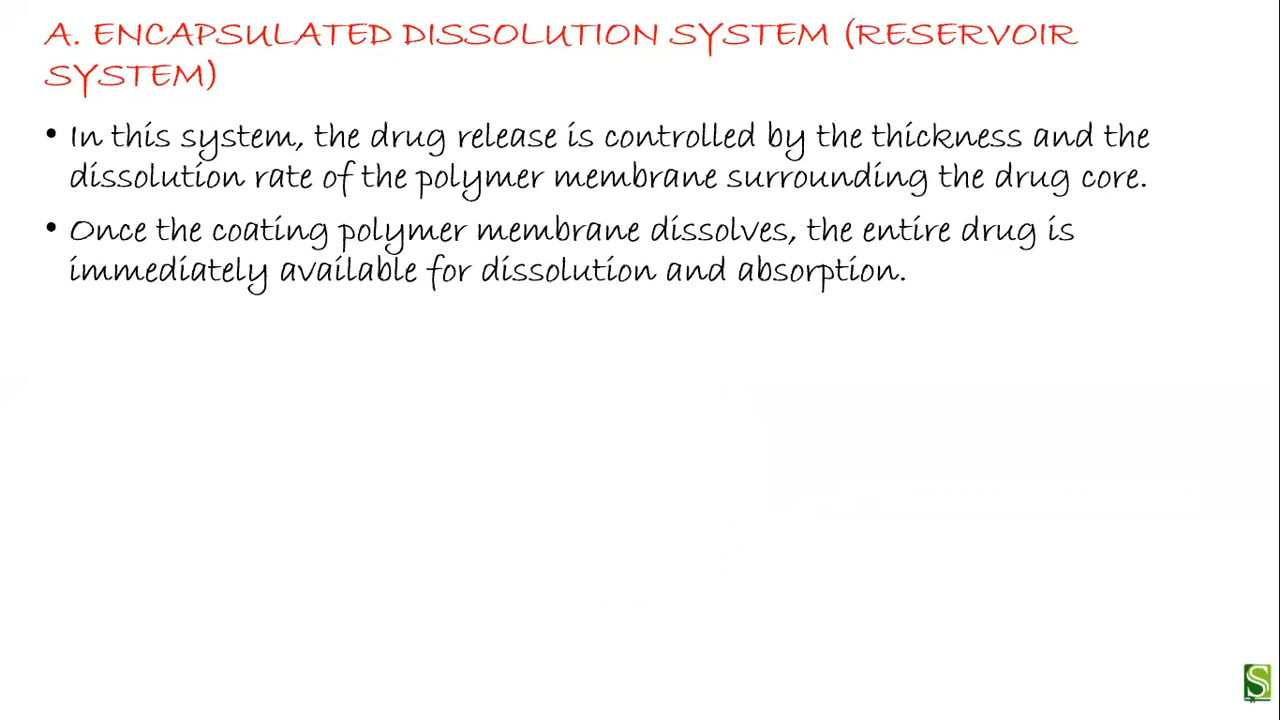 A. ENCAPSULATED DISSOLUTION SYSTEM (RESERVOIR
SYSTEM)
• In this system, the drug release is controlled by the thickness and the
dissolution rate of the polymer membrane surrounding the drug core.
• Once the coating polymer membrane dissolves, the entire drug is
immediately available for dissolution and absorption.
S